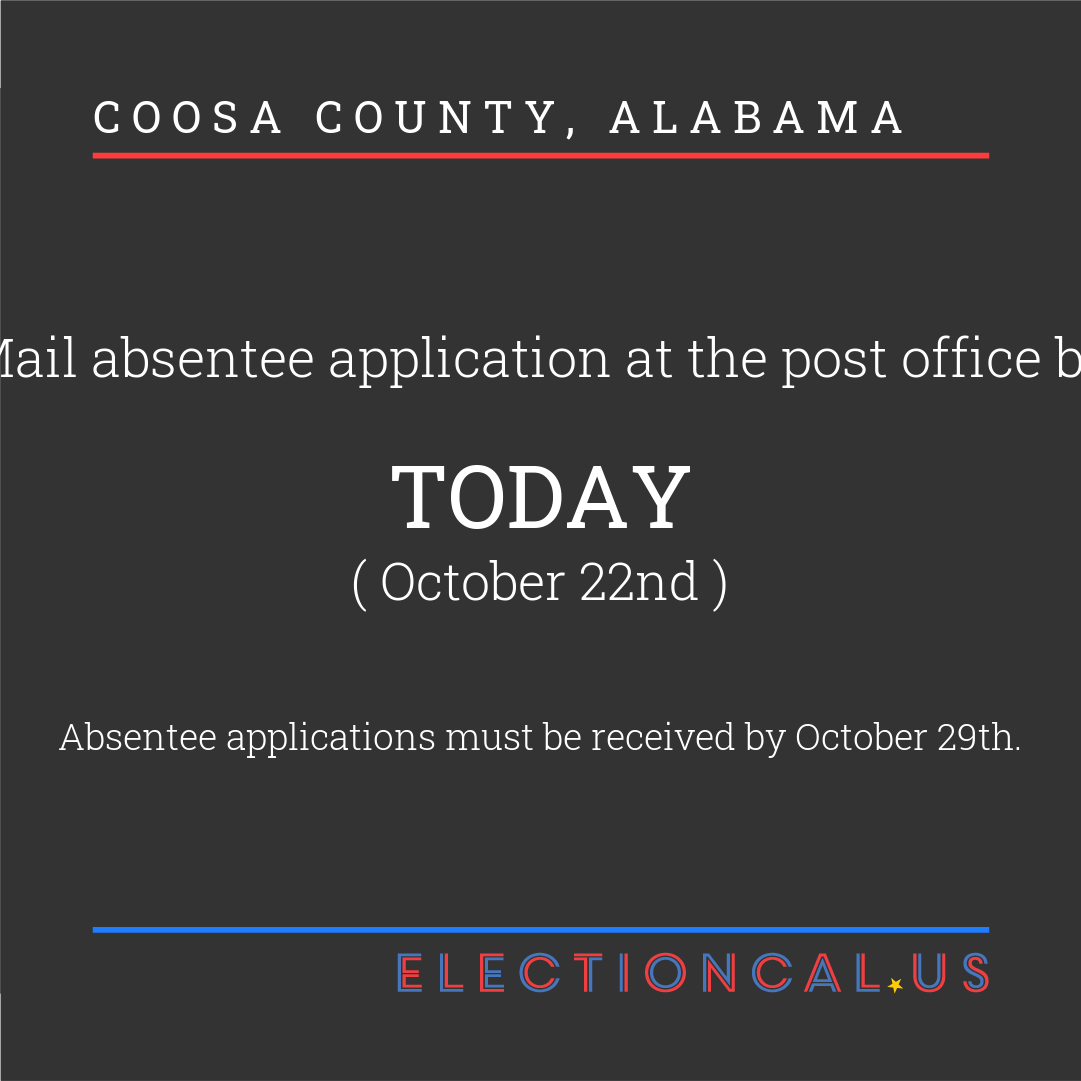 COOSA COUNTY, ALABAMA
Mail absentee application at the post office b
TODAY
( October 22nd )
Absentee applications must be received by October 29th.
ELECTIONCAL.US